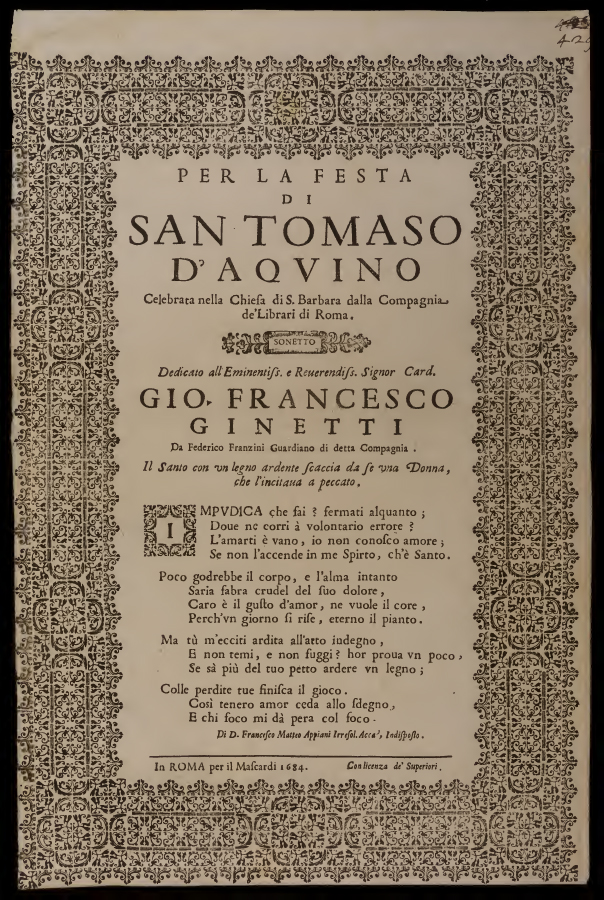 PER LA FESTA
DI
SAN TOMASO
D'AQVINO
Celebrata nella Chieſa di S. Barbara dalla Compagnia
de'Librari di Roma.
SONETTO
Dedicato all'Eminentiſs. e Reuerendiſs. Signor Card.
GIO. FRANCESCO
GINETTI
Da Federico Franzini Guardiano di detta Compagnia .
Il Santo con vn legno ardente ſcaccia da ſe vna Donna,
che l'incitaua a peccato.
IMPVDICA che fai ? fermati alquanto ;
Doue ne corri à volontario errore ?
L'amarti è vano, io non conoſco amore ;
Se non l'accende in me Spirto, ch'è Santo.
Poco godrebbe il corpo, e l'alma intanto
Saria fabra crudel del ſuo dolore,
Caro è il guſto d'amor, ne vuole il core,
Perch'vn giorno ſi riſe, eterno il pianto.
Ma tù m'ecciti ardita all'atto indegno,
E non temi, e non fuggi ? hor proua vn poco,
Se sà più del tuo petto ardere vn legno ;
Colle perdite tue finiſca il gioco.
Così tenero amor ceda allo ſdegno,
E chi foco mi dà pera col foco.
Di D. Franceſco Matteo Appiani Irreſol. Acca', Indiſpoſto.
In ROMA per il Maſcardi 1684. Con licenza de' Superiori.